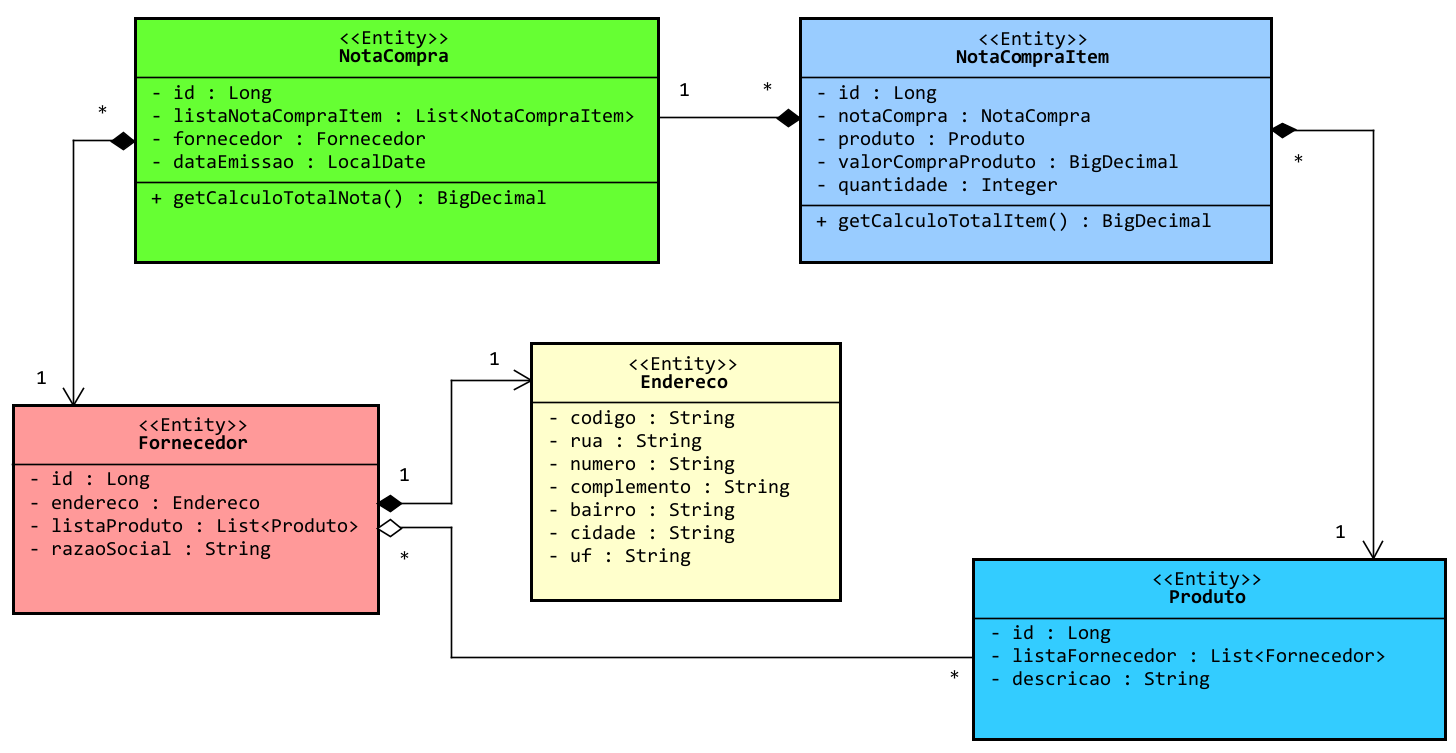 <<Entity>>
NotaCompra
- id : Long
- listaNotaCompraItem : List<NotaCompraItem>
- fornecedor : Fornecedor
- dataEmissao : LocalDate
+ getCalculoTotalNota() : BigDecimal
1
*
<<Entity>>
NotaCompraItem
- id : Long
- notaCompra : NotaCompra
- produto : Produto
- valorCompraProduto : BigDecimal
- quantidade : Integer
+ getCalculoTotalItem() : BigDecimal
*
*
1
<<Entity>>
Fornecedor
- id : Long
- endereco : Endereco
- listaProduto : List<Produto>
- razaoSocial : String
1
1
*
<<Entity>>
Endereco
- codigo : String
- rua : String
- numero : String
- complemento : String
- bairro : String
- cidade : String
- uf : String
1
*
<<Entity>>
Produto
- id : Long
- listaFornecedor : List<Fornecedor>
- descricao : String